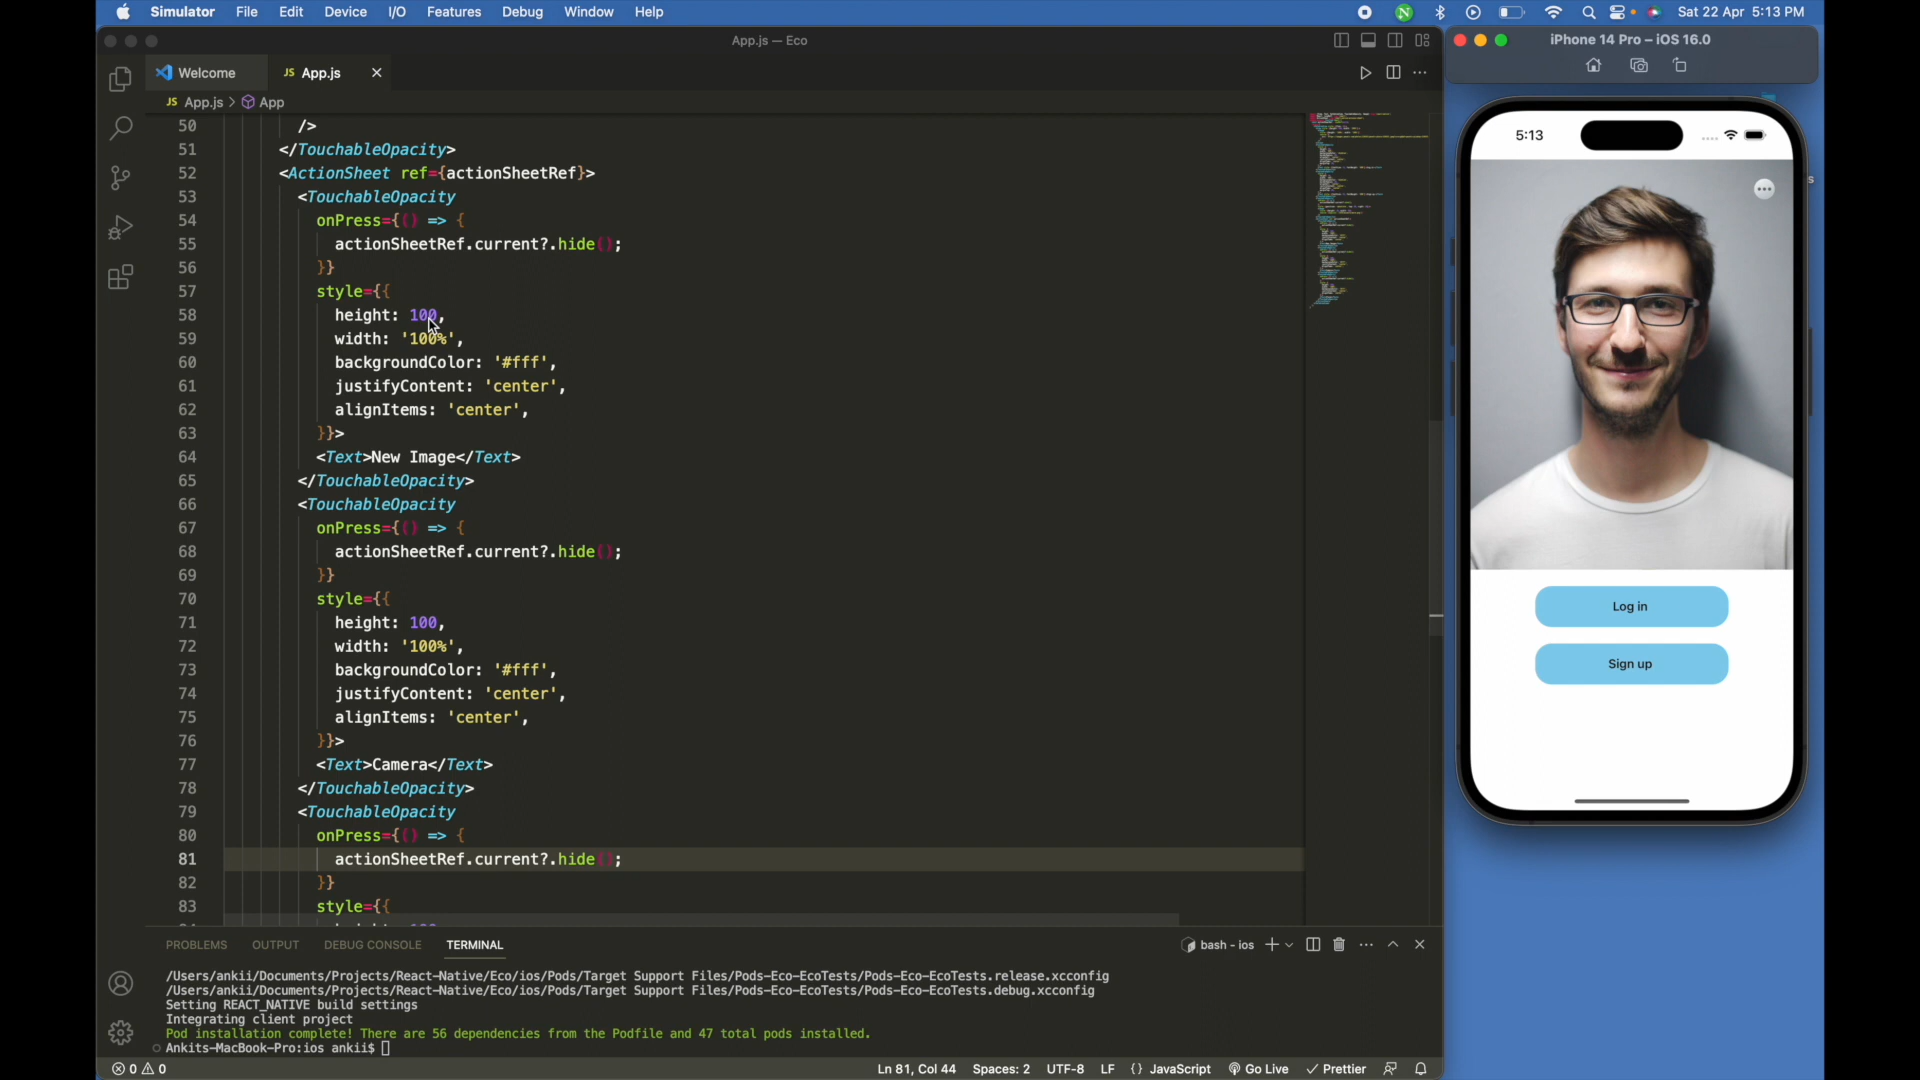 Simulator File Edit Device I/O Features Debug Window Help
Sat 22 Apr 5:13 PM
App.js — Eco
Welcome
JS App.js
JS App.js > App
50 />
51 </TouchableOpacity>
52 <ActionSheet ref={actionSheetRef}>
53 <TouchableOpacity
54 onPress={() => {
55 actionSheetRef.current?.hide();
56 }}
57 style={{
58 height: 100,
59 width: '100%',
60 backgroundColor: '#fff',
61 justifyContent: 'center',
62 alignItems: 'center',
63 }}>
64 <Text>New Image</Text>
65 </TouchableOpacity>
66 <TouchableOpacity
67 onPress={() => {
68 actionSheetRef.current?.hide();
69 }}
70 style={{
71 height: 100,
72 width: '100%',
73 backgroundColor: '#fff',
74 justifyContent: 'center',
75 alignItems: 'center',
76 }}>
77 <Text>Camera</Text>
78 </TouchableOpacity>
79 <TouchableOpacity
80 onPress={() => {
81 actionSheetRef.current?.hide();
82 }}
83 style={{
PROBLEMS OUTPUT DEBUG CONSOLE TERMINAL
bash - ios
/Users/ankii/Documents/Projects/React-Native/Eco/ios/Pods/Target Support Files/Pods-Eco-EcoTests/Pods-Eco-EcoTests.release.xcconfig
/Users/ankii/Documents/Projects/React-Native/Eco/ios/Pods/Target Support Files/Pods-Eco-EcoTests/Pods-Eco-EcoTests.debug.xcconfig
Setting REACT_NATIVE build settings
Integrating client project
Pod installation complete! There are 56 dependencies from the Podfile and 47 total pods installed.
Ankits-MacBook-Pro:ios ankii$
0 0
Ln 81, Col 44 Spaces: 2 UTF-8 LF {} JavaScript Go Live Prettier
iPhone 14 Pro – iOS 16.0
5:13
Log in
Sign up